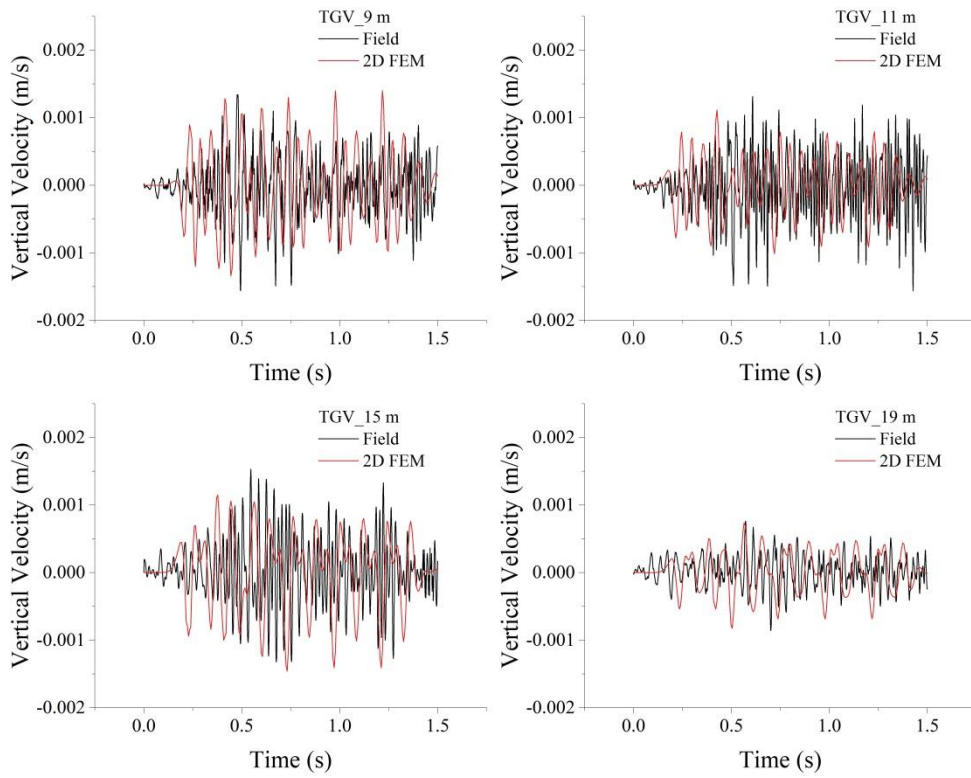 TGV_9 m
Field
2D FEM
0.002
0.001
0.000
-0.001
-0.002
Vertical Velocity (m/s)
0.0 0.5 1.0 1.5
Time (s)
TGV_11 m
Field
2D FEM
0.002
0.001
0.000
-0.001
-0.002
Vertical Velocity (m/s)
0.0 0.5 1.0 1.5
Time (s)
TGV_15 m
Field
2D FEM
0.002
0.001
0.000
-0.001
-0.002
Vertical Velocity (m/s)
0.0 0.5 1.0 1.5
Time (s)
TGV_19 m
Field
2D FEM
0.002
0.001
0.000
-0.001
-0.002
Vertical Velocity (m/s)
0.0 0.5 1.0 1.5
Time (s)